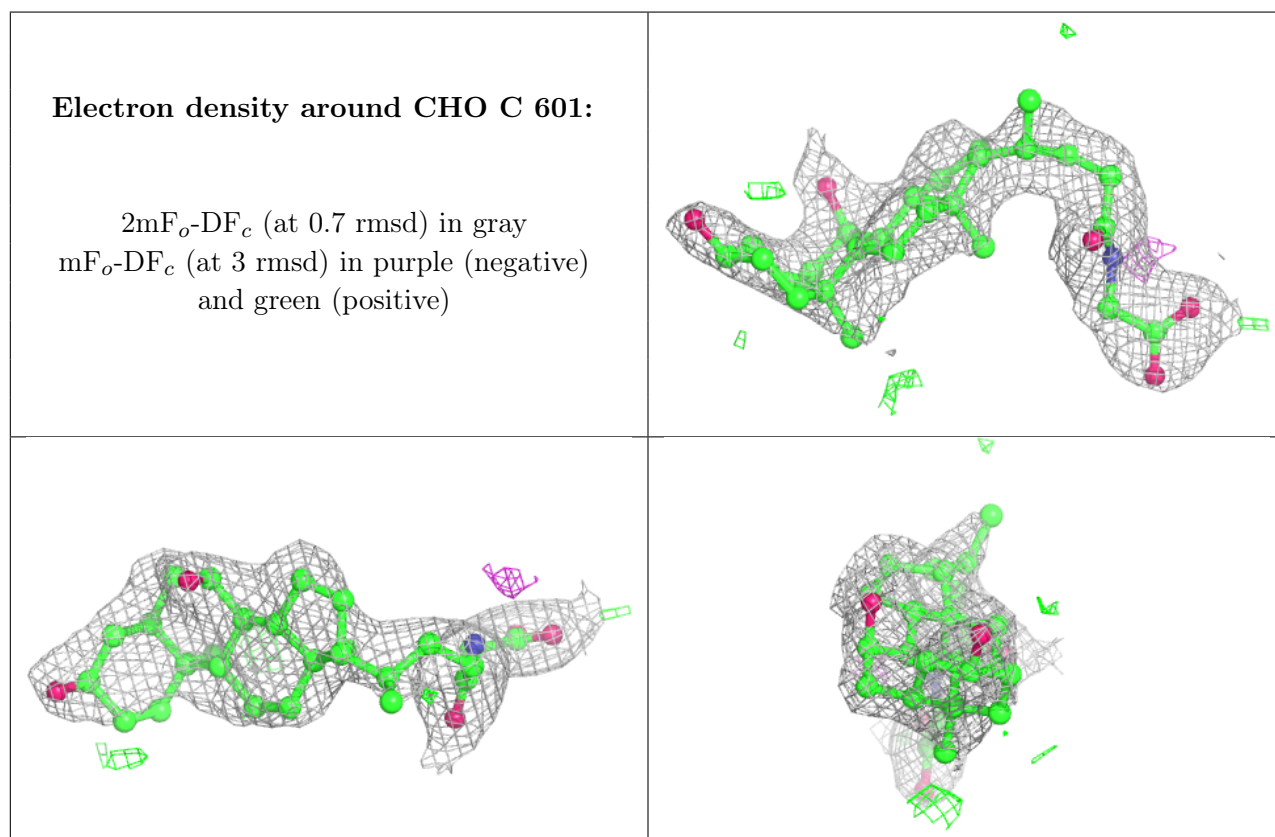 Electron density around CHO C 601:
2mFo-DFc (at 0.7 rmsd) in gray
mFo-DFc (at 3 rmsd) in purple (negative)
and green (positive)